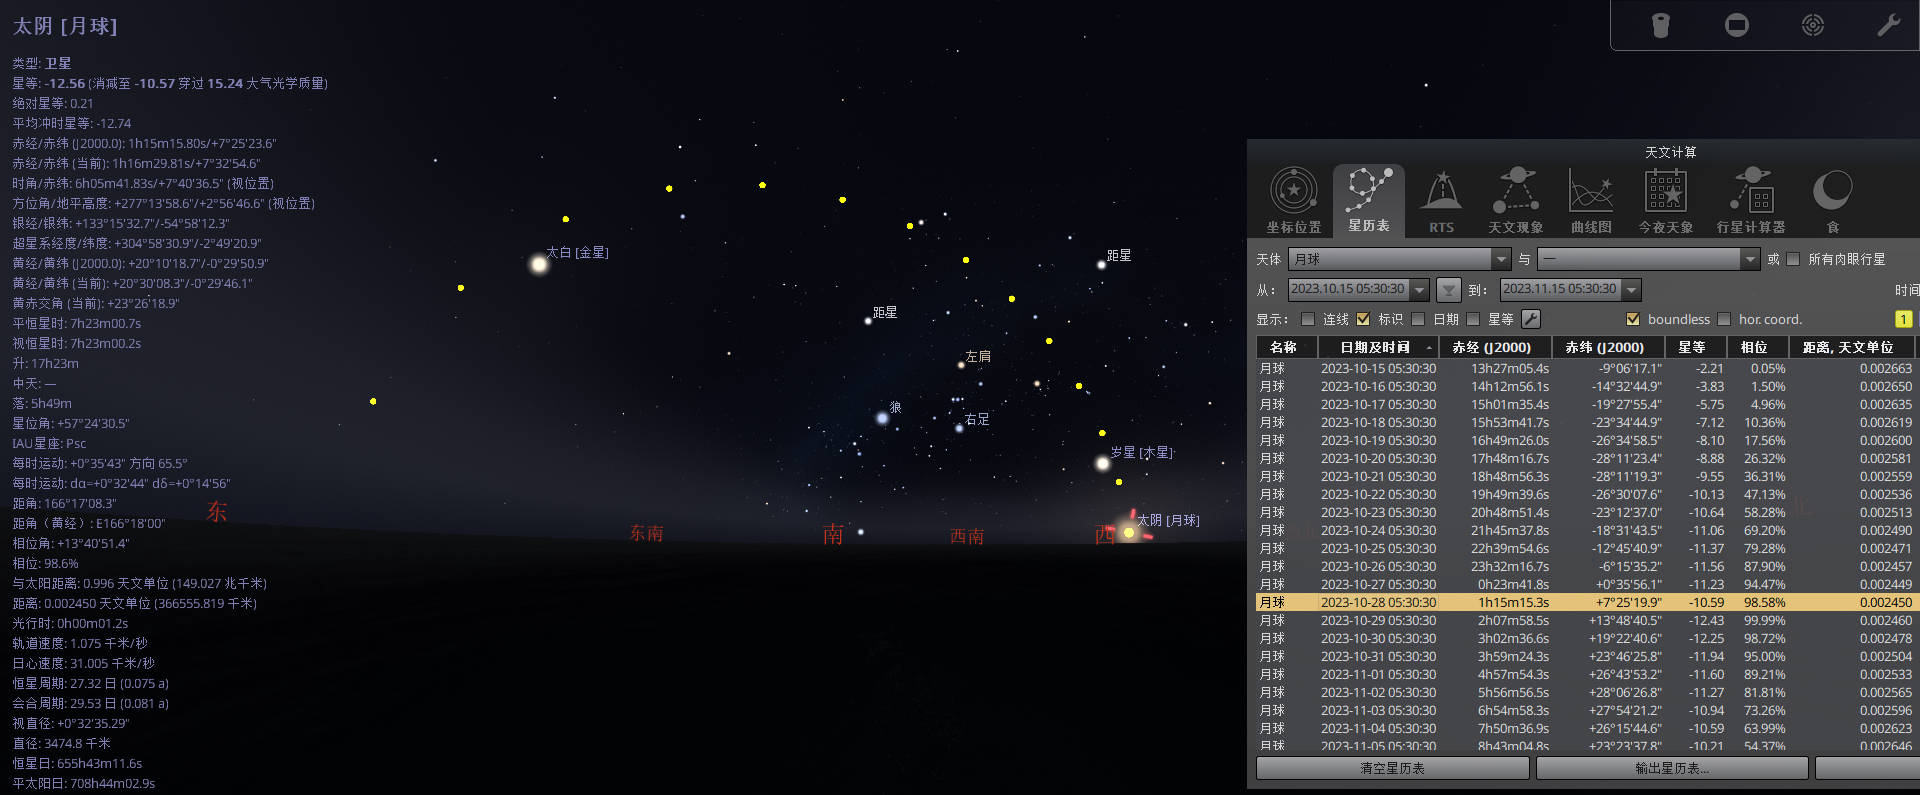 太阴 [月球]
类型: 卫星
星等: -12.56 (消减至 -10.57 穿过 15.24 大气光学质量)
绝对星等: 0.21
平均冲时星等: -12.74
赤经/赤纬 (J2000.0): 1h15m15.80s/+7°25'23.6"
赤经/赤纬 (当前): 1h16m29.81s/+7°32'54.6"
时角/赤纬: 6h05m41.83s/+7°40'36.5" (视位置)
方位角/地平高度: +277°13'58.6"/+2°56'46.6" (视位置)
银经/银纬: +133°15'32.7"/-54°58'12.3"
超星系经度/纬度: +304°58'30.9"/-2°49'20.9"
黄经/黄纬 (J2000.0): +20°10'18.7"/-0°29'50.9"
黄经/黄纬 (当前): +20°30'08.3"/-0°29'46.1"
黄赤交角 (当前): +23°26'18.9"
平恒星时: 7h23m00.7s
视恒星时: 7h23m00.2s
升: 17h23m
中天: —
落: 5h49m
星位角: +57°24'30.5"
IAU星座: Psc
每时运动: +0°35'43" 方向 65.5°
每时运动: dα=+0°32'44" dδ=+0°14'56"
距角: 166°17'08.3"
距角（黄经）: E166°18'00"
相位角: +13°40'51.4"
相位: 98.6%
与太阳距离: 0.996 天文单位 (149.027 兆千米)
距离: 0.002450 天文单位 (366555.819 千米)
光行时: 0h00m01.2s
轨道速度: 1.075 千米/秒
日心速度: 31.005 千米/秒
恒星周期: 27.32 日 (0.075 a)
会合周期: 29.53 日 (0.081 a)
视直径: +0°32'35.29"
直径: 3474.8 千米
恒星日: 655h43m11.6s
平太阳日: 708h44m02.9s
太白 [金星]
距星
距星
左肩
狼
右足
岁星 [木星]
太阴 [月球]
东
东南
南
西南
西
天文计算
坐标位置 星历表 RTS 天文现象 曲线图 今夜天象 行星计算器 食
天体 月球 与 — 或 所有肉眼行星
从: 2023.10.15 05:30:30 到: 2023.11.15 05:30:30 时间
显示: 连线 标识 日期 星等 boundless hor. coord. 1
名称 日期及时间 赤经 (J2000) 赤纬 (J2000) 星等 相位 距离, 天文单位
月球 2023-10-15 05:30:30 13h27m05.4s -9°06'17.1" -2.21 0.05% 0.002663
月球 2023-10-16 05:30:30 14h12m56.1s -14°32'44.9" -3.83 1.50% 0.002650
月球 2023-10-17 05:30:30 15h01m35.4s -19°27'55.4" -5.75 4.96% 0.002635
月球 2023-10-18 05:30:30 15h53m41.7s -23°34'44.9" -7.12 10.36% 0.002619
月球 2023-10-19 05:30:30 16h49m26.0s -26°34'58.5" -8.10 17.56% 0.002600
月球 2023-10-20 05:30:30 17h48m16.7s -28°11'23.4" -8.88 26.32% 0.002581
月球 2023-10-21 05:30:30 18h48m56.3s -28°11'19.3" -9.55 36.31% 0.002559
月球 2023-10-22 05:30:30 19h49m39.6s -26°30'07.6" -10.13 47.13% 0.002536
月球 2023-10-23 05:30:30 20h48m51.4s -23°12'37.0" -10.64 58.28% 0.002513
月球 2023-10-24 05:30:30 21h45m37.8s -18°31'43.5" -11.06 69.20% 0.002490
月球 2023-10-25 05:30:30 22h39m54.6s -12°45'40.9" -11.37 79.28% 0.002471
月球 2023-10-26 05:30:30 23h32m16.7s -6°15'35.2" -11.56 87.90% 0.002457
月球 2023-10-27 05:30:30 0h23m41.8s +0°35'56.1" -11.23 94.47% 0.002449
月球 2023-10-28 05:30:30 1h15m15.3s +7°25'19.9" -10.59 98.58% 0.002450
月球 2023-10-29 05:30:30 2h07m58.5s +13°48'40.5" -12.43 99.99% 0.002460
月球 2023-10-30 05:30:30 3h02m36.6s +19°22'40.6" -12.25 98.72% 0.002478
月球 2023-10-31 05:30:30 3h59m24.3s +23°46'25.8" -11.94 95.00% 0.002504
月球 2023-11-01 05:30:30 4h57m54.3s +26°43'53.2" -11.60 89.21% 0.002533
月球 2023-11-02 05:30:30 5h56m56.5s +28°06'26.8" -11.27 81.81% 0.002565
月球 2023-11-03 05:30:30 6h54m58.3s +27°54'21.2" -10.94 73.26% 0.002596
月球 2023-11-04 05:30:30 7h50m36.9s +26°15'44.6" -10.59 63.99% 0.002623
月球 2023-11-05 05:30:30 8h43m04.8s +23°23'37.8" -10.21 54.37% 0.002646
清空星历表 输出星历表...